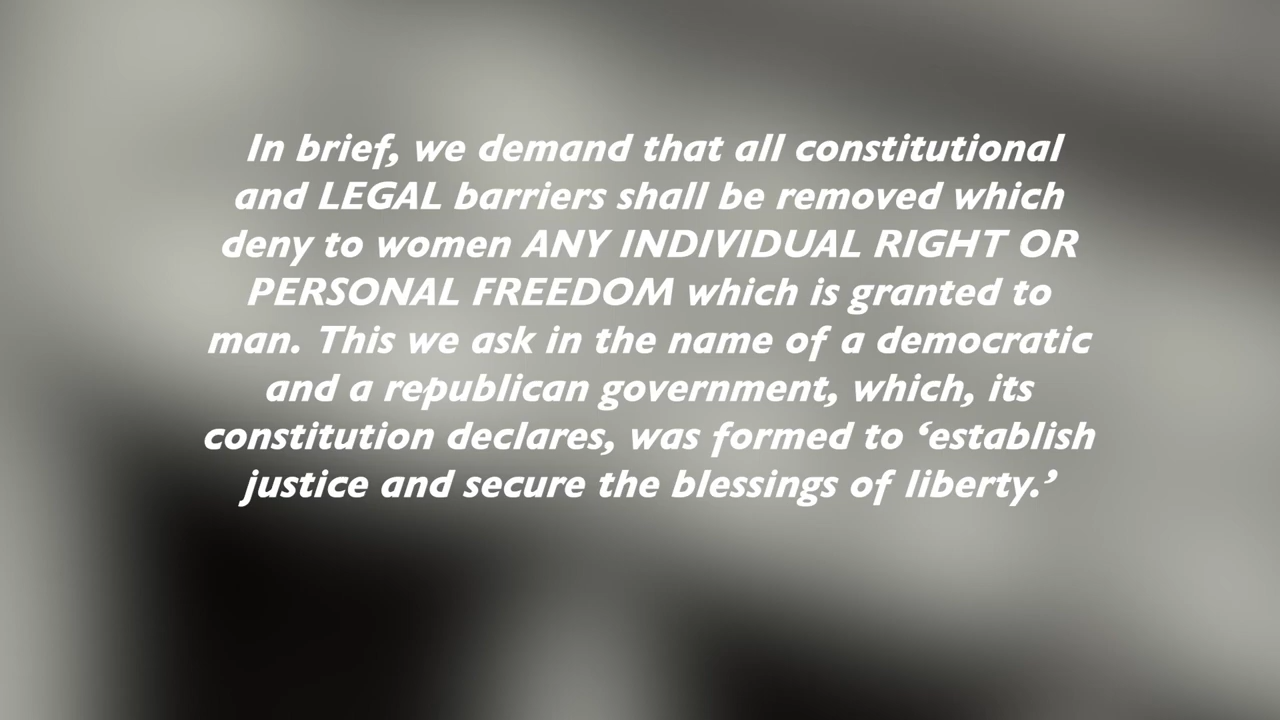 In brief, we demand that all constitutional
and LEGAL barriers shall be removed which
deny to women ANY INDIVIDUAL RIGHT OR
PERSONAL FREEDOM which is granted to
man. This we ask in the name of a democratic
and a republican government, which, its
constitution declares, was formed to ‘establish
justice and secure the blessings of liberty.’